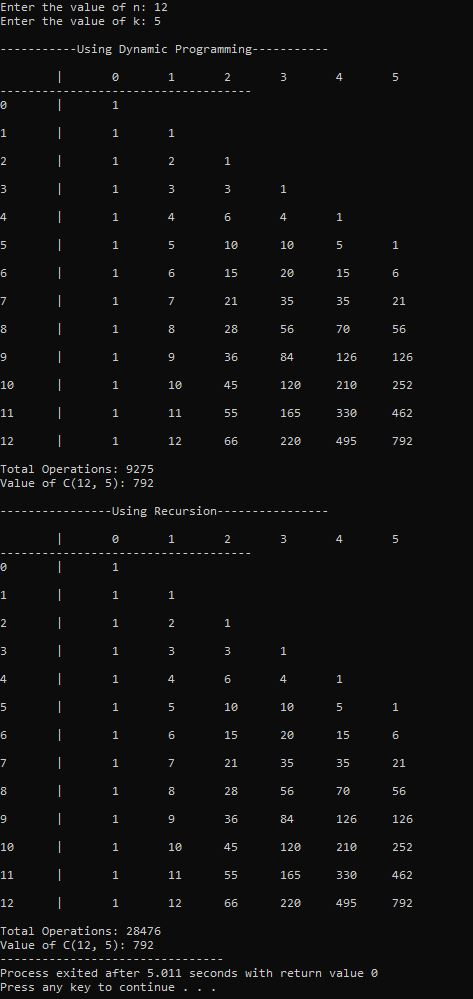 Enter the value of n: 12
Enter the value of k: 5
-----------Using Dynamic Programming-----------
| 0 1 2 3 4 5
------------------------------------
0 | 1
1 | 1 1
2 | 1 2 1
3 | 1 3 3 1
4 | 1 4 6 4 1
5 | 1 5 10 10 5 1
6 | 1 6 15 20 15 6
7 | 1 7 21 35 35 21
8 | 1 8 28 56 70 56
9 | 1 9 36 84 126 126
10 | 1 10 45 120 210 252
11 | 1 11 55 165 330 462
12 | 1 12 66 220 495 792
Total Operations: 9275
Value of C(12, 5): 792
----------------Using Recursion----------------
| 0 1 2 3 4 5
------------------------------------
0 | 1
1 | 1 1
2 | 1 2 1
3 | 1 3 3 1
4 | 1 4 6 4 1
5 | 1 5 10 10 5 1
6 | 1 6 15 20 15 6
7 | 1 7 21 35 35 21
8 | 1 8 28 56 70 56
9 | 1 9 36 84 126 126
10 | 1 10 45 120 210 252
11 | 1 11 55 165 330 462
12 | 1 12 66 220 495 792
Total Operations: 28476
Value of C(12, 5): 792
--------------------------------
Process exited after 5.011 seconds with return value 0
Press any key to continue . . .